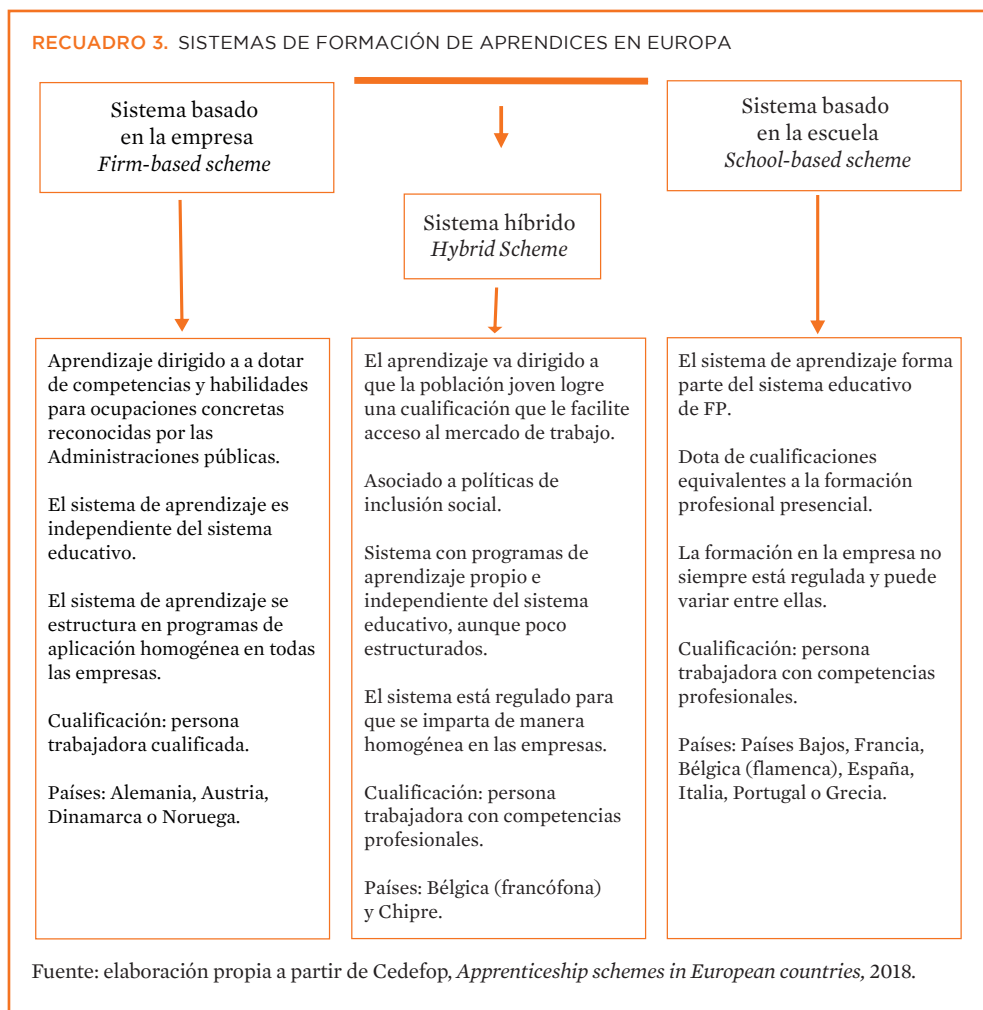 RECUADRO 3. SISTEMAS DE FORMACIÓN DE APRENDICES EN EUROPA
Sistema basado
en la empresa
Firm-based scheme
Sistema híbrido
Hybrid Scheme
Sistema basado
en la escuela
School-based scheme
Aprendizaje dirigido a a dotar
de competencias y habilidades
para ocupaciones concretas
reconocidas por las
Administraciones públicas.
El sistema de aprendizaje es
independiente del sistema
educativo.
El sistema de aprendizaje se
estructura en programas de
aplicación homogénea en todas
las empresas.
Cualificación: persona
trabajadora cualificada.
Países: Alemania, Austria,
Dinamarca o Noruega.
El aprendizaje va dirigido a
que la población joven logre
una cualificación que le facilite
acceso al mercado de trabajo.
Asociado a políticas de
inclusión social.
Sistema con programas de
aprendizaje propio e
independiente del sistema
educativo, aunque poco
estructurados.
El sistema está regulado para
que se imparta de manera
homogénea en las empresas.
Cualificación: persona
trabajadora con competencias
profesionales.
Países: Bélgica (francófona)
y Chipre.
El sistema de aprendizaje forma
parte del sistema educativo
de FP.
Dota de cualificaciones
equivalentes a la formación
profesional presencial.
La formación en la empresa no
siempre está regulada y puede
variar entre ellas.
Cualificación: persona
trabajadora con competencias
profesionales.
Países: Países Bajos, Francia,
Bélgica (flamenca), España,
Italia, Portugal o Grecia.
Fuente: elaboración propia a partir de Cedefop, Apprenticeship schemes in European countries, 2018.